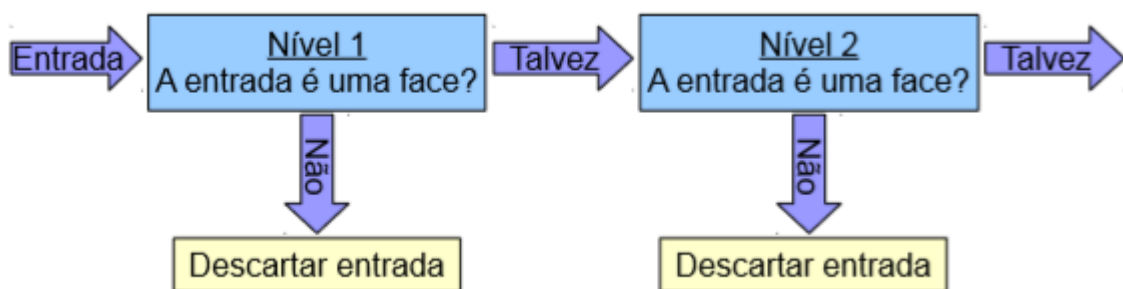 Entrada
Nível 1
A entrada é uma face?
Talvez
Nível 2
A entrada é uma face?
Talvez
Não
Não
Descartar entrada
Descartar entrada